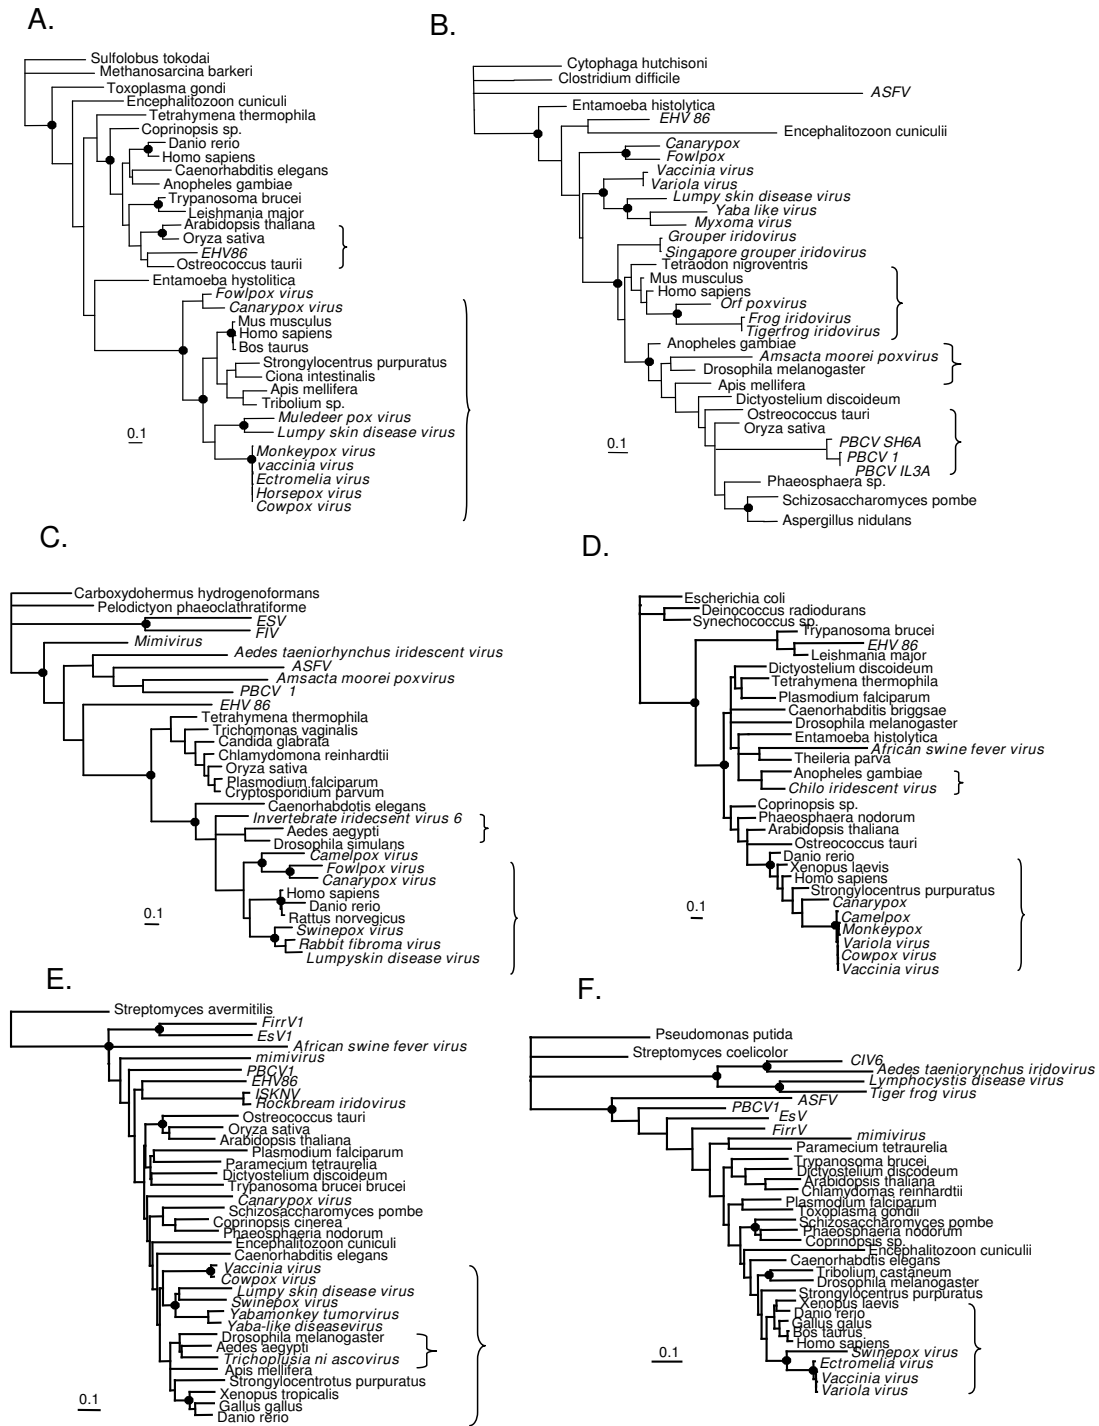 A.
Sulfolobus tokodai
Methanosarcina barkeri
Toxoplasma gondi
Encephalitozoon cuniculi
Tetrahymena thermophila
Coprinopsis sp.
Danio rerio
Homo sapiens
Caenorhabditis elegans
Anopheles gambiae
Trypanosoma brucei
Leishmania major
Arabidopsis thaliana
Oryza sativa
EHV86
Ostreococcus taurii
Entamoeba hystolitica
Fowlpox virus
Canarypox virus
Mus musculus
Homo sapiens
Bos taurus
Strongylocentrus purpuratus
Ciona intestinalis
Apis mellifera
Tribolium sp.
Muledeer pox virus
Lumpy skin disease virus
Monkeypox virus
vaccinia virus
Ectromelia virus
Horsepox virus
Cowpox virus
0.1
B.
Cytophaga hutchisoni
Clostridium difficile
ASFV
Entamoeba histolytica
EHV 86
Encephalitozoon cuniculii
Canarypox
Fowlpox
Vaccinia virus
Variola virus
Lumpy skin disease virus
Yaba like virus
Myxoma virus
Grouper iridovirus
Singapore grouper iridovirus
Tetraodon nigroventris
Mus musculus
Homo sapiens
Orf poxvirus
Frog iridovirus
Tigerfrog iridovirus
Anopheles gambiae
Amsacta moorei poxvirus
Drosophila melanogaster
Apis mellifera
Dictyostelium discoideum
Ostreococcus tauri
Oryza sativa
PBCV SH6A
PBCV 1
PBCV IL3A
Phaeosphaera sp.
Schizosaccharomyces pombe
Aspergillus nidulans
0.1
C.
Carboxydohermus hydrogenoformans
Pelodictyon phaeoclathratiforme
ESV
FIV
Mimivirus
Aedes taeniorhynchus iridescent virus
ASFV
Amsacta moorei poxvirus
PBCV 1
EHV 86
Tetrahymena thermophila
Trichomonas vaginalis
Candida glabrata
Chlamydomona reinhardtii
Oryza sativa
Plasmodium falciparum
Cryptosporidium parvum
Caenorhabdotis elegans
Invertebrate iridecsent virus 6
Aedes aegypti
Drosophila simulans
Camelpox virus
Fowlpox virus
Canarypox virus
Homo sapiens
Danio rerio
Rattus norvegicus
Swinepox virus
Rabbit fibroma virus
Lumpyskin disease virus
0.1
D.
Escherichia coli
Deinococcus radiodurans
Synechococcus sp.
Trypanosoma brucei
EHV 86
Leishmania major
Dictyostelium discoideum
Tetrahymena thermophila
Plasmodium falciparum
Caenorhabditis briggsae
Drosophila melanogaster
Entamoeba histolytica
African swine fever virus
Theileria parva
Anopheles gambiae
Chilo iridescent virus
Coprinopsis sp.
Phaeosphaera nodorum
Arabidopsis thaliana
Ostreococcus tauri
Danio rerio
Xenopus laevis
Homo sapiens
Strongylocentrus purpuratus
Canarypox
Camelpox
Monkeypox
Variola virus
Cowpox virus
Vaccinia virus
0.1
E.
Streptomyces avermitilis
FirrV1
EsV1
African swine fever virus
mimivirus
PBCV1
EHV86
ISKNV
Rockbream iridovirus
Ostreococcus tauri
Oryza sativa
Arabidopsis thaliana
Plasmodium falciparum
Paramecium tetraurelia
Dictyostelium discoideum
Trypanosoma brucei brucei
Canarypox virus
Schizosaccharomyces pombe
Coprinopsis cinerea
Phaeosphaeria nodorum
Encephalitozoon cuniculi
Caenorhabditis elegans
Vaccinia virus
Cowpox virus
Lumpy skin disease virus
Swinepox virus
Yabamonkey tumorvirus
Yaba-like diseasevirus
Drosophila melanogaster
Aedes aegypti
Trichoplusia ni ascovirus
Apis mellifera
Strongylocentrotus purpuratus
Xenopus tropicalis
Gallus gallus
Danio rerio
0.1
F.
Pseudomonas putida
Streptomyces coelicolor
CIV6
Aedes taeniorynchus iridovirus
Lymphocystis disease virus
Tiger frog virus
ASFV
PBCV1
EsV
FirrV
mimivirus
Paramecium tetraurelia
Trypanosoma brucei
Dictyostelium discodeum
Arabidopsis thaliana
Chlamydomas reinhardtii
Plasmodium falciparum
Toxoplasma gondii
Schizosaccharomyces pombe
Phaeosphaeria nodorum
Coprinopsis sp.
Encephalitozoon cuniculii
Caenorabdtis elegans
Tribolium castaneum
Drosophila melanogaster
Strongylocentrus purpuratus
Xenopus laevis
Danio rerio
Gallus galus
Bos taurus
Homo sapiens
Swinepox virus
Ectromelia virus
Vaccinia virus
Variola virus
0.1